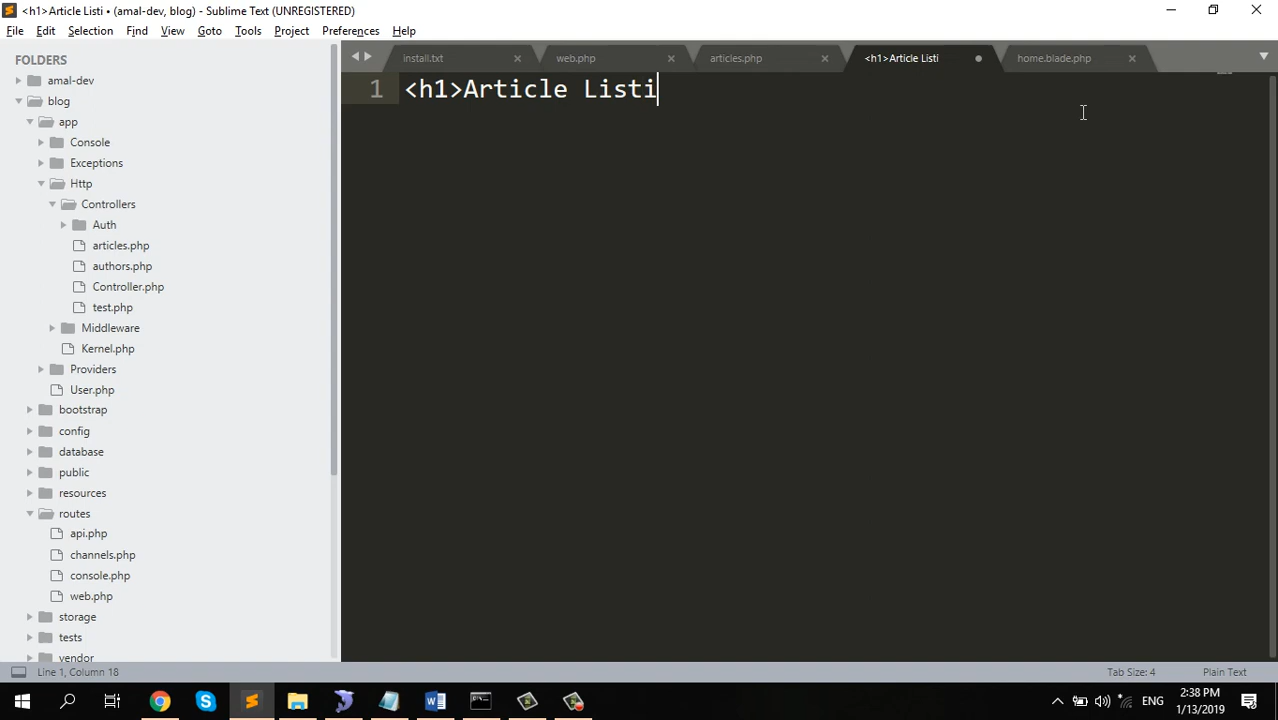 <h1>Article Listi • (amal-dev, blog) - Sublime Text (UNREGISTERED)
File Edit Selection Find View Goto Tools Project Preferences Help
install.txt web.php articles.php <h1>Article Listi home.blade.php
FOLDERS
amal-dev
blog
app
Console
Exceptions
Http
Controllers
Auth
articles.php
authors.php
Controller.php
test.php
Middleware
Kernel.php
Providers
User.php
bootstrap
config
database
public
resources
routes
api.php
channels.php
console.php
web.php
storage
tests
vendor
1 <h1>Article Listi
Line 1, Column 18 Tab Size: 4 Plain Text
ENG 2:38 PM
1/13/2019